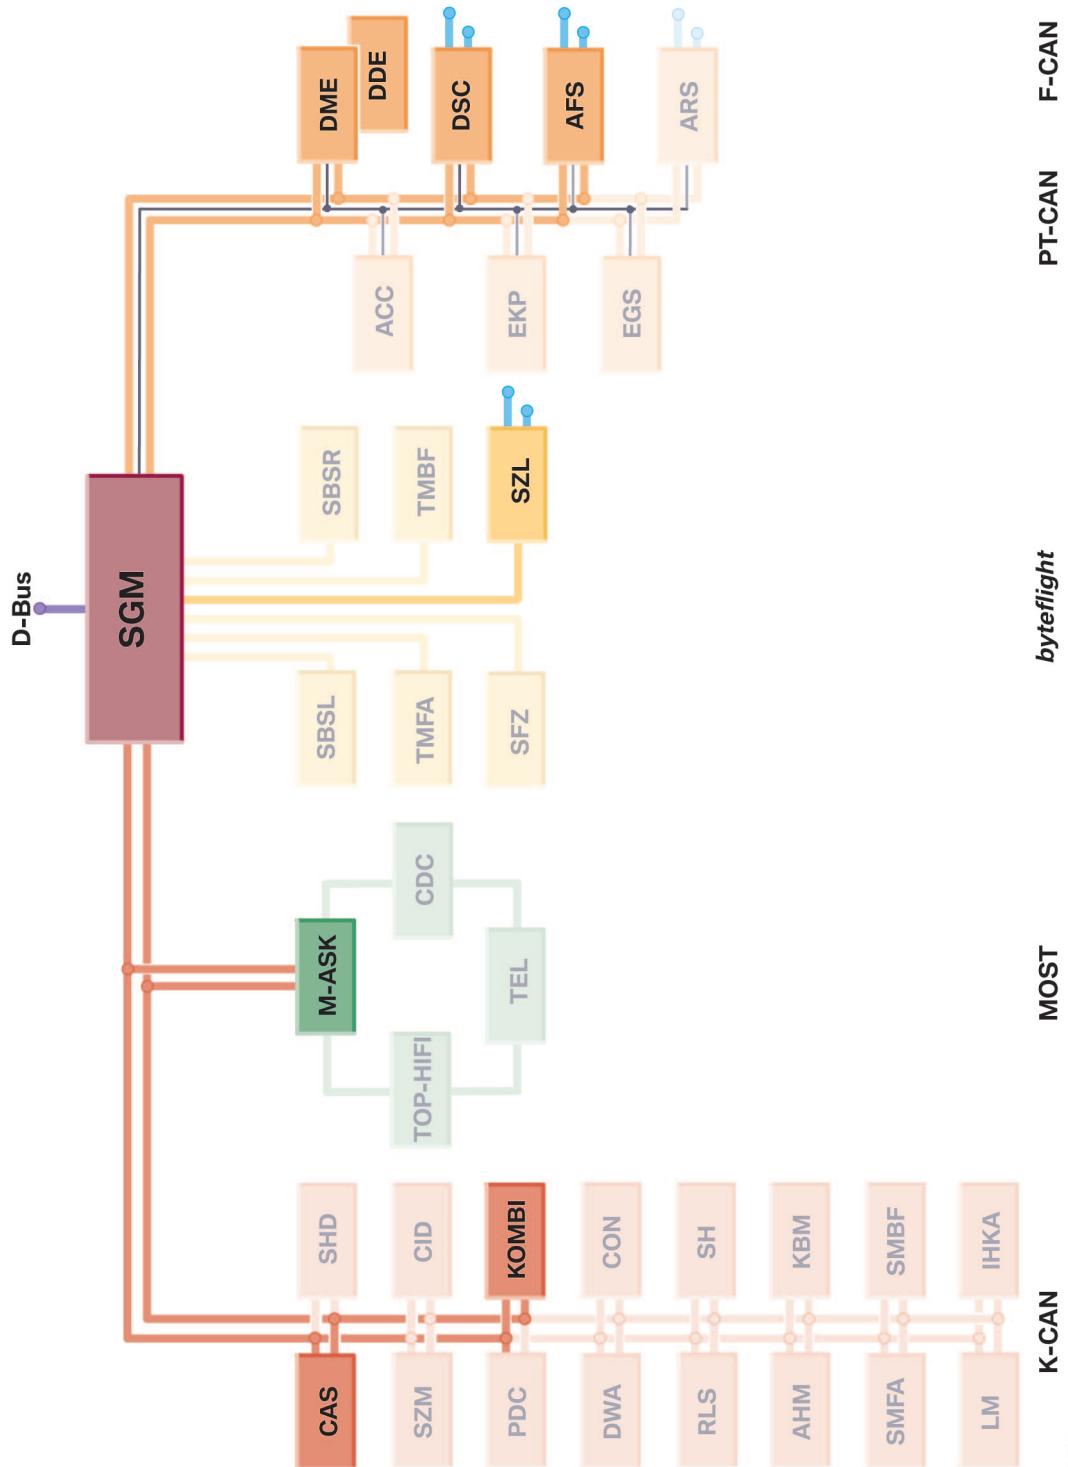 D-Bus
SGM
CAS
SHD
M-ASK
SBSL
SBSR
DME
DDE
SZM
CID
TOP-HIFI
CDC
TMFA
TMBF
ACC
DSC
PDC
KOMBI
TEL
SFZ
SZL
EKP
AFS
DWA
CON
EGS
ARS
RLS
SH
AHM
KBM
SMFA
SMBF
LM
IHKA
K-CAN
MOST
byteflight
PT-CAN
F-CAN